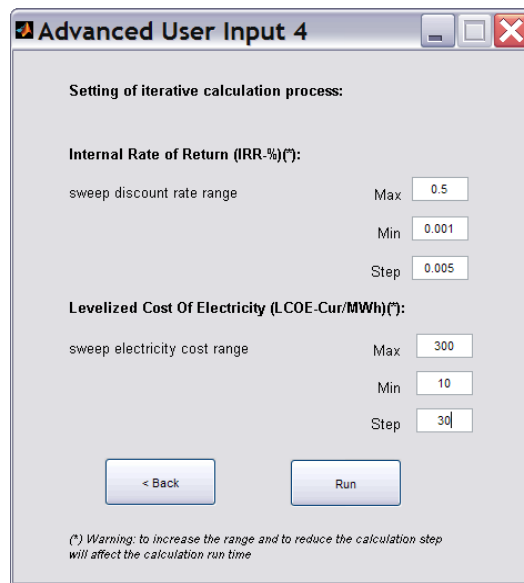 Advanced User Input 4
Setting of iterative calculation process:
Internal Rate of Return (IRR-%)(*):
sweep discount rate range
Max 0.5
Min 0.001
Step 0.005
Levelized Cost Of Electricity (LCOE-Cur/MWh)(*):
sweep electricity cost range
Max 300
Min 10
Step 30
< Back
Run
(*) Warning: to increase the range and to reduce the calculation step
will affect the calculation run time